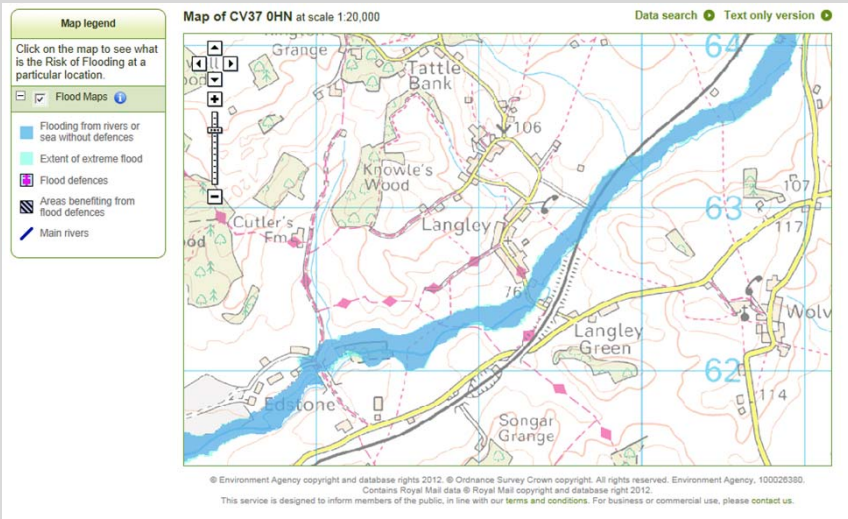 Map legend
Click on the map to see what
is the Risk of Flooding at a
particular location.
Flood Maps
Flooding from rivers or
sea without defences
Extent of extreme flood
Flood defences
Areas benefiting from
flood defences
Main rivers
Map of CV37 0HN at scale 1:20,000
Data search
Text only version
Grange
64
Tattle
Bank
106
Knowle's
Wood
107
63
Cutler's
Fm
Langley
117
76
Wolv
Langley
Green
62
114
Edstone
Songar
Grange
© Environment Agency copyright and database rights 2012. © Ordnance Survey Crown copyright. All rights reserved. Environment Agency, 100026380.
Contains Royal Mail data © Royal Mail copyright and database right 2012.
This service is designed to inform members of the public, in line with our terms and conditions. For business or commercial use, please contact us.